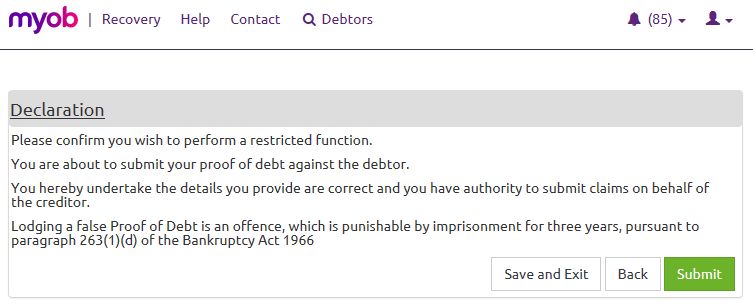 myob | Recovery Help Contact Debtors (85)
Declaration
Please confirm you wish to perform a restricted function.
You are about to submit your proof of debt against the debtor.
You hereby undertake the details you provide are correct and you have authority to submit claims on behalf of
the creditor.
Lodging a false Proof of Debt is an offence, which is punishable by imprisonment for three years, pursuant to
paragraph 263(1)(d) of the Bankruptcy Act 1966
Save and Exit Back Submit